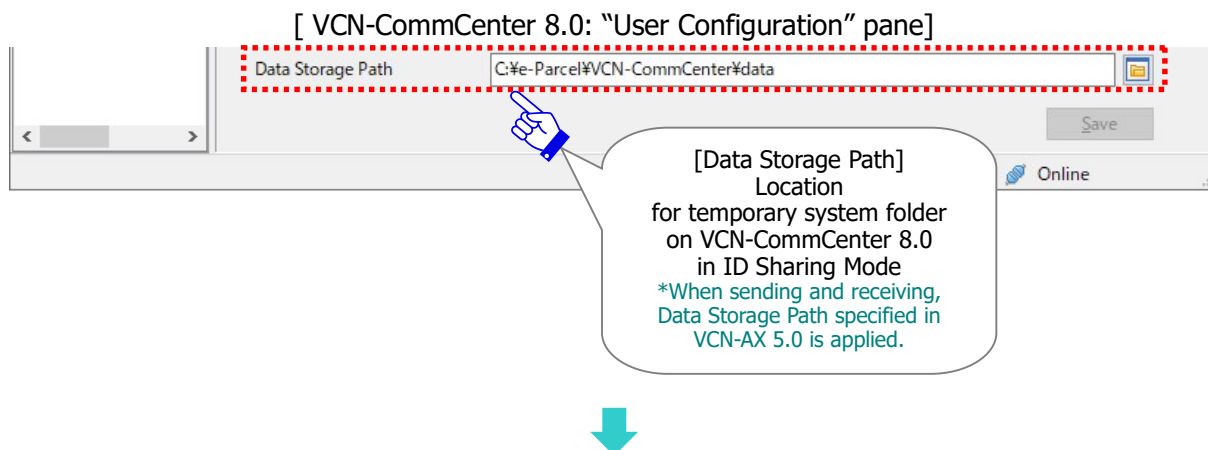 [ VCN-CommCenter 8.0: “User Configuration” pane]
Data Storage Path
C:¥e-Parcel¥VCN-CommCenter¥data
Save
Online
[Data Storage Path]
Location
for temporary system folder
on VCN-CommCenter 8.0
in ID Sharing Mode
*When sending and receiving,
Data Storage Path specified in
VCN-AX 5.0 is applied.